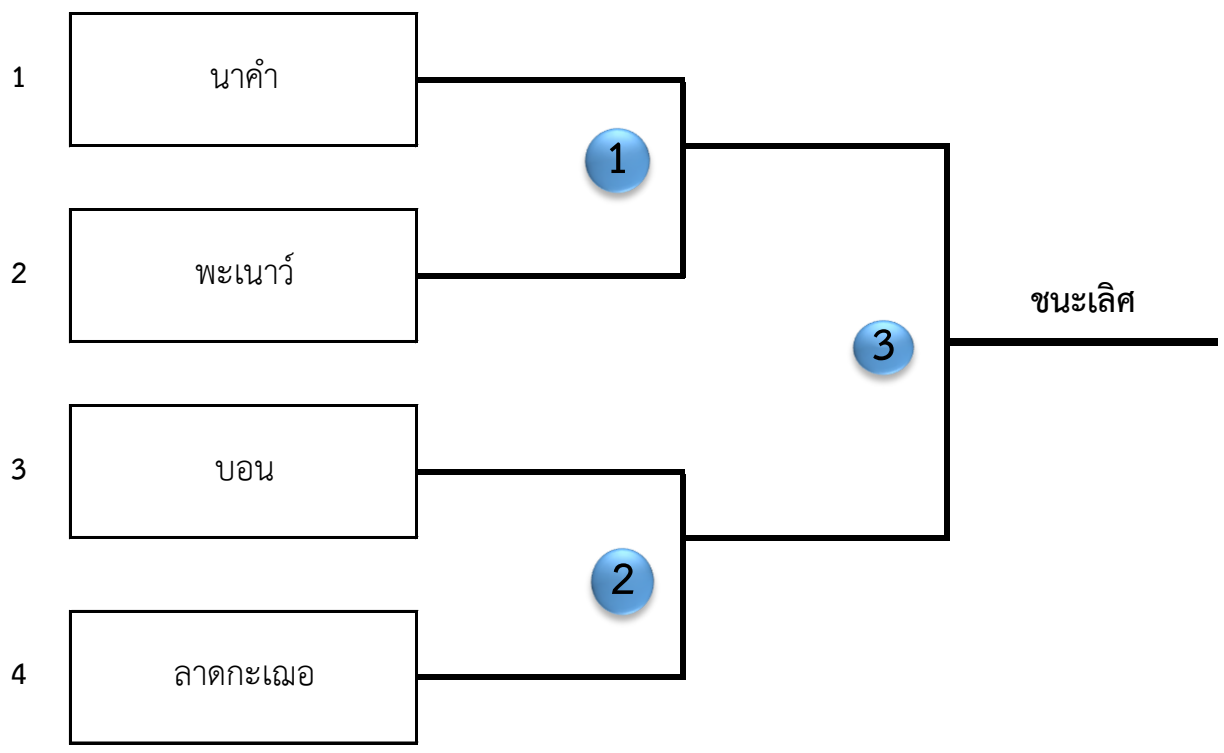 1 นาคำ
1
2 พะเนาว์
ชนะเลิศ
3
3 บอน
2
4 ลาดกะเฌอ